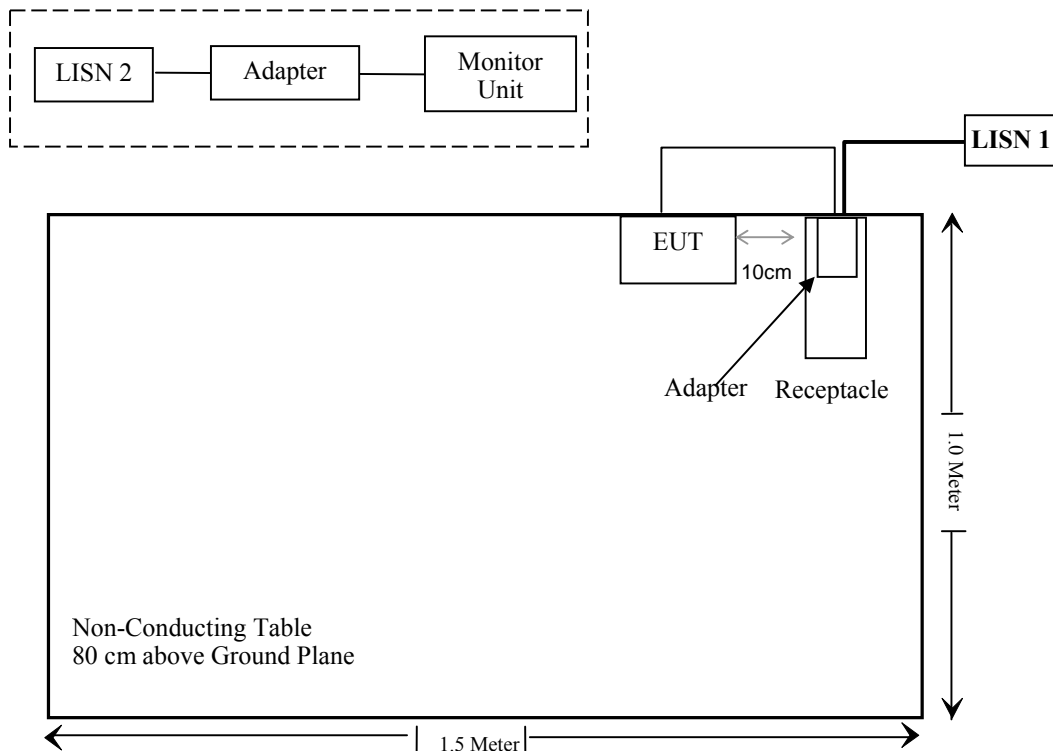 LISN 2
Adapter
Monitor
Unit
LISN 1
EUT
10cm
Adapter
Receptacle
1.0 Meter
Non-Conducting Table
80 cm above Ground Plane
1.5 Meter